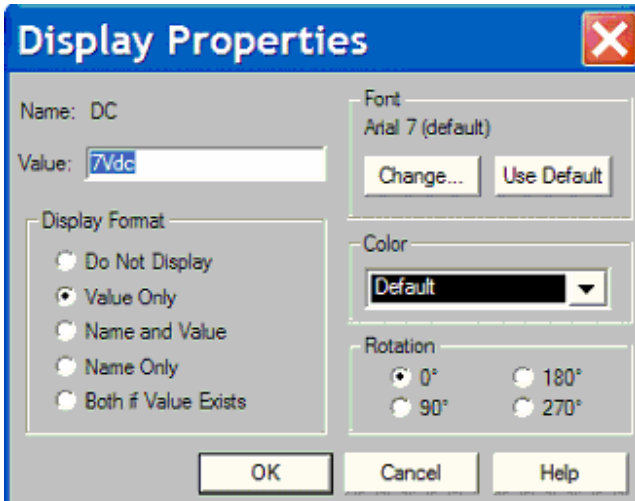 Display Properties
Name: DC
Value: 7Vdc
Display Format
Do Not Display
Value Only
Name and Value
Name Only
Both if Value Exists
Font
Arial 7 (default)
Change...
Use Default
Color
Default
Rotation
0°
180°
90°
270°
OK
Cancel
Help